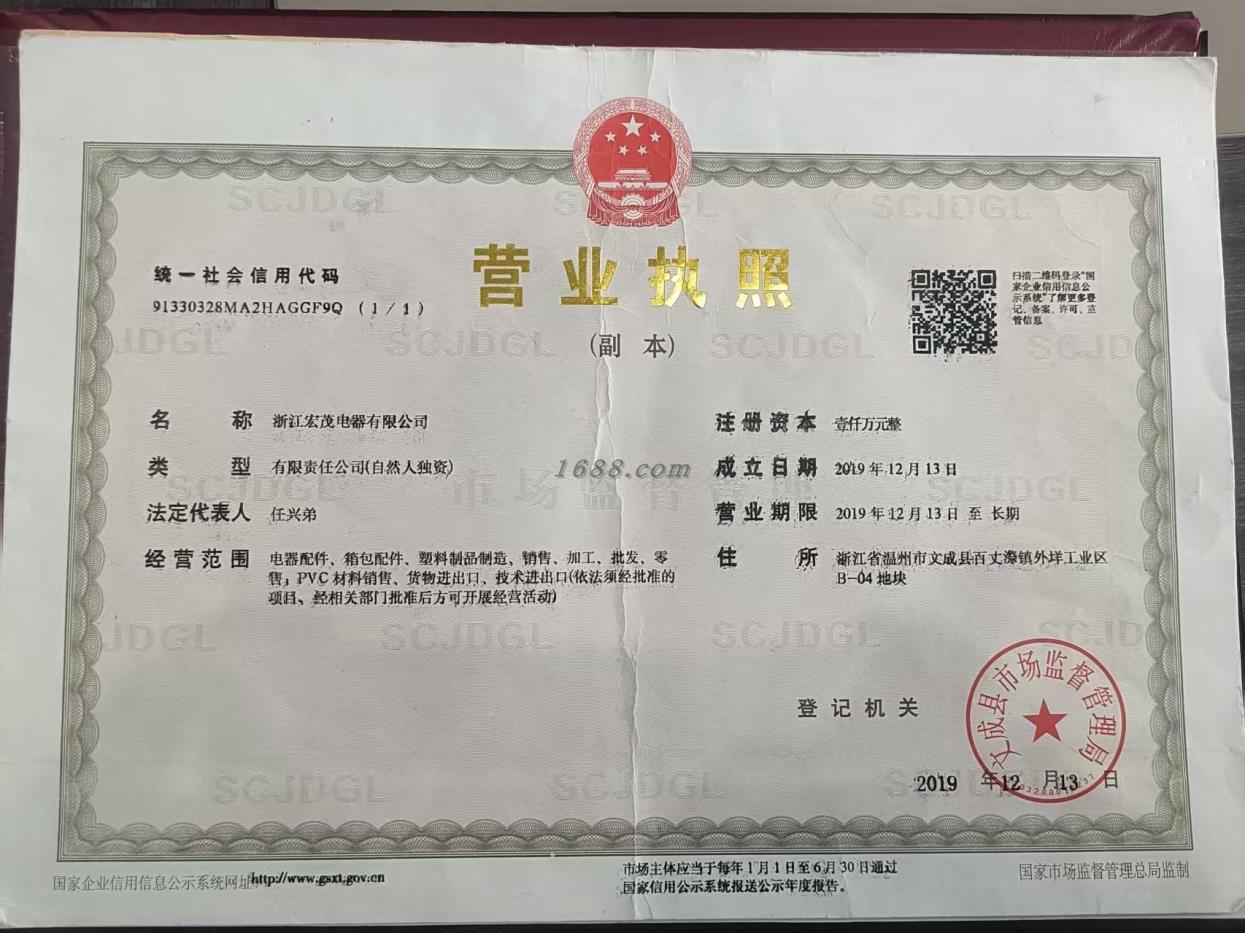 营业执照
(副 本)
统一社会信用代码
91330328MA2HAGGF9Q (1/1)
扫描二维码登录“国
家企业信用信息公
示系统”了解更多登
记、备案、许可、监
管信息
名 称 浙江宏茂电器有限公司
类 型 有限责任公司(自然人独资)
法定代表人 任兴弟
经营范围 电器配件、箱包配件、塑料制品制造、销售、加工、批发、零
售；PVC 材料销售、货物进出口、技术进出口(依法须经批准的
项目、经相关部门批准后方可开展经营活动)
注册资本 壹仟万元整
成立日期 2019年12月13日
营业期限 2019年12月13日 至 长期
住 所 浙江省温州市文成县百丈漈镇外垟工业区
B-04 地块
1688.com
SCJDGL
市场监督管理
登记机关
文成县市场监督管理局
2019 年12 月13 日
国家企业信用信息公示系统网址: http://www.gsxt.gov.cn
市场主体应当于每年1月1日至6月30日通过
国家信用公示系统报送公示年度报告。
国家市场监督管理总局监制